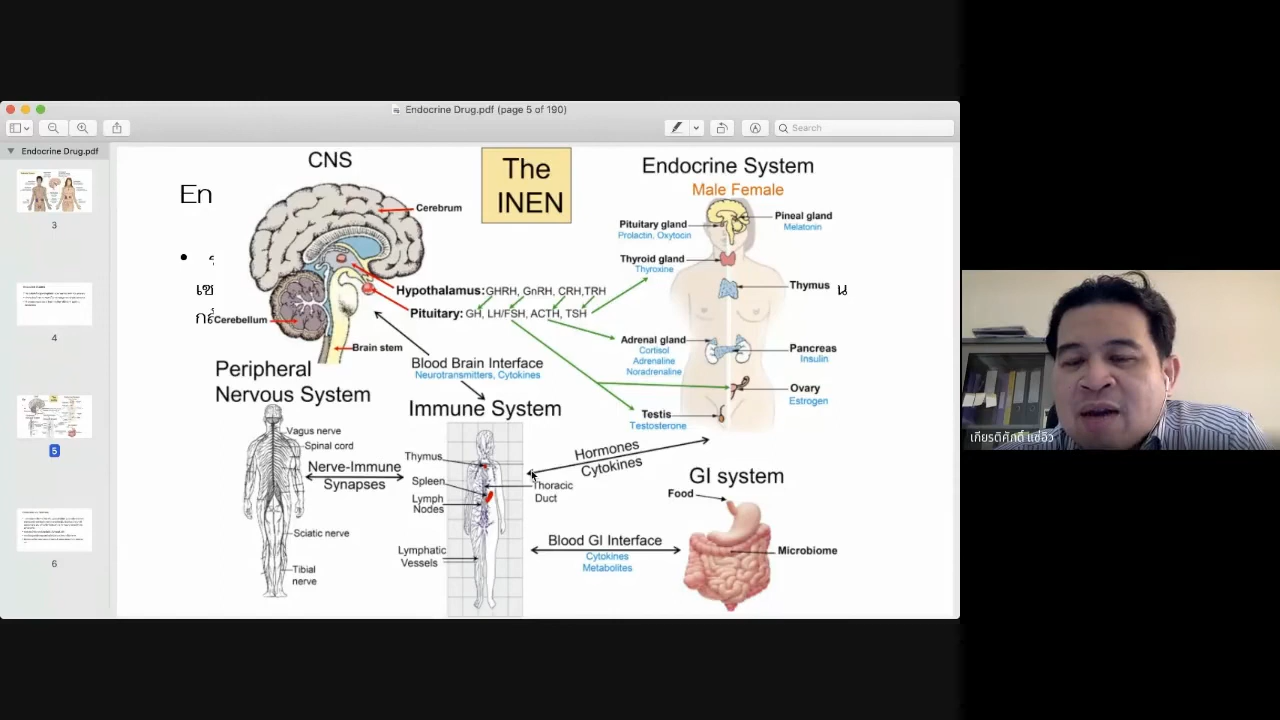 Endocrine Drug.pdf (page 5 of 190)
Search
Endocrine Drug.pdf
3
4
5
6
En
เซ
น
CNS
The
INEN
Endocrine System
Male Female
Cerebrum
Pituitary gland
Prolactin, Oxytocin
Pineal gland
Melatonin
Thyroid gland
Thyroxine
Thymus
Hypothalamus: GHRH, GnRH, CRH,TRH
Pituitary: GH, LH/FSH, ACTH, TSH
Cerebellum
Brain stem
Adrenal gland
Cortisol
Adrenaline
Noradrenaline
Pancreas
Insulin
Blood Brain Interface
Neurotransmitters, Cytokines
Ovary
Estrogen
Testis
Testosterone
Peripheral
Nervous System
Immune System
Vagus nerve
Spinal cord
Nerve-Immune
Synapses
Sciatic nerve
Tibial
nerve
Thymus
Spleen
Lymph
Nodes
Thoracic
Duct
Lymphatic
Vessels
Hormones
Cytokines
GI system
Food
Blood GI Interface
Cytokines
Metabolites
Microbiome
เกียรติศักดิ์ แซ่อิ๋ว